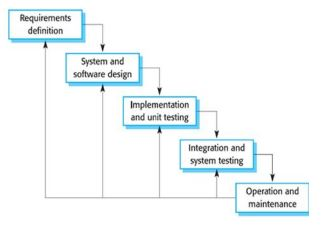 Requirements
definition
System and
software design
Implementation
and unit testing
Integration and
system testing
Operation and
maintenance